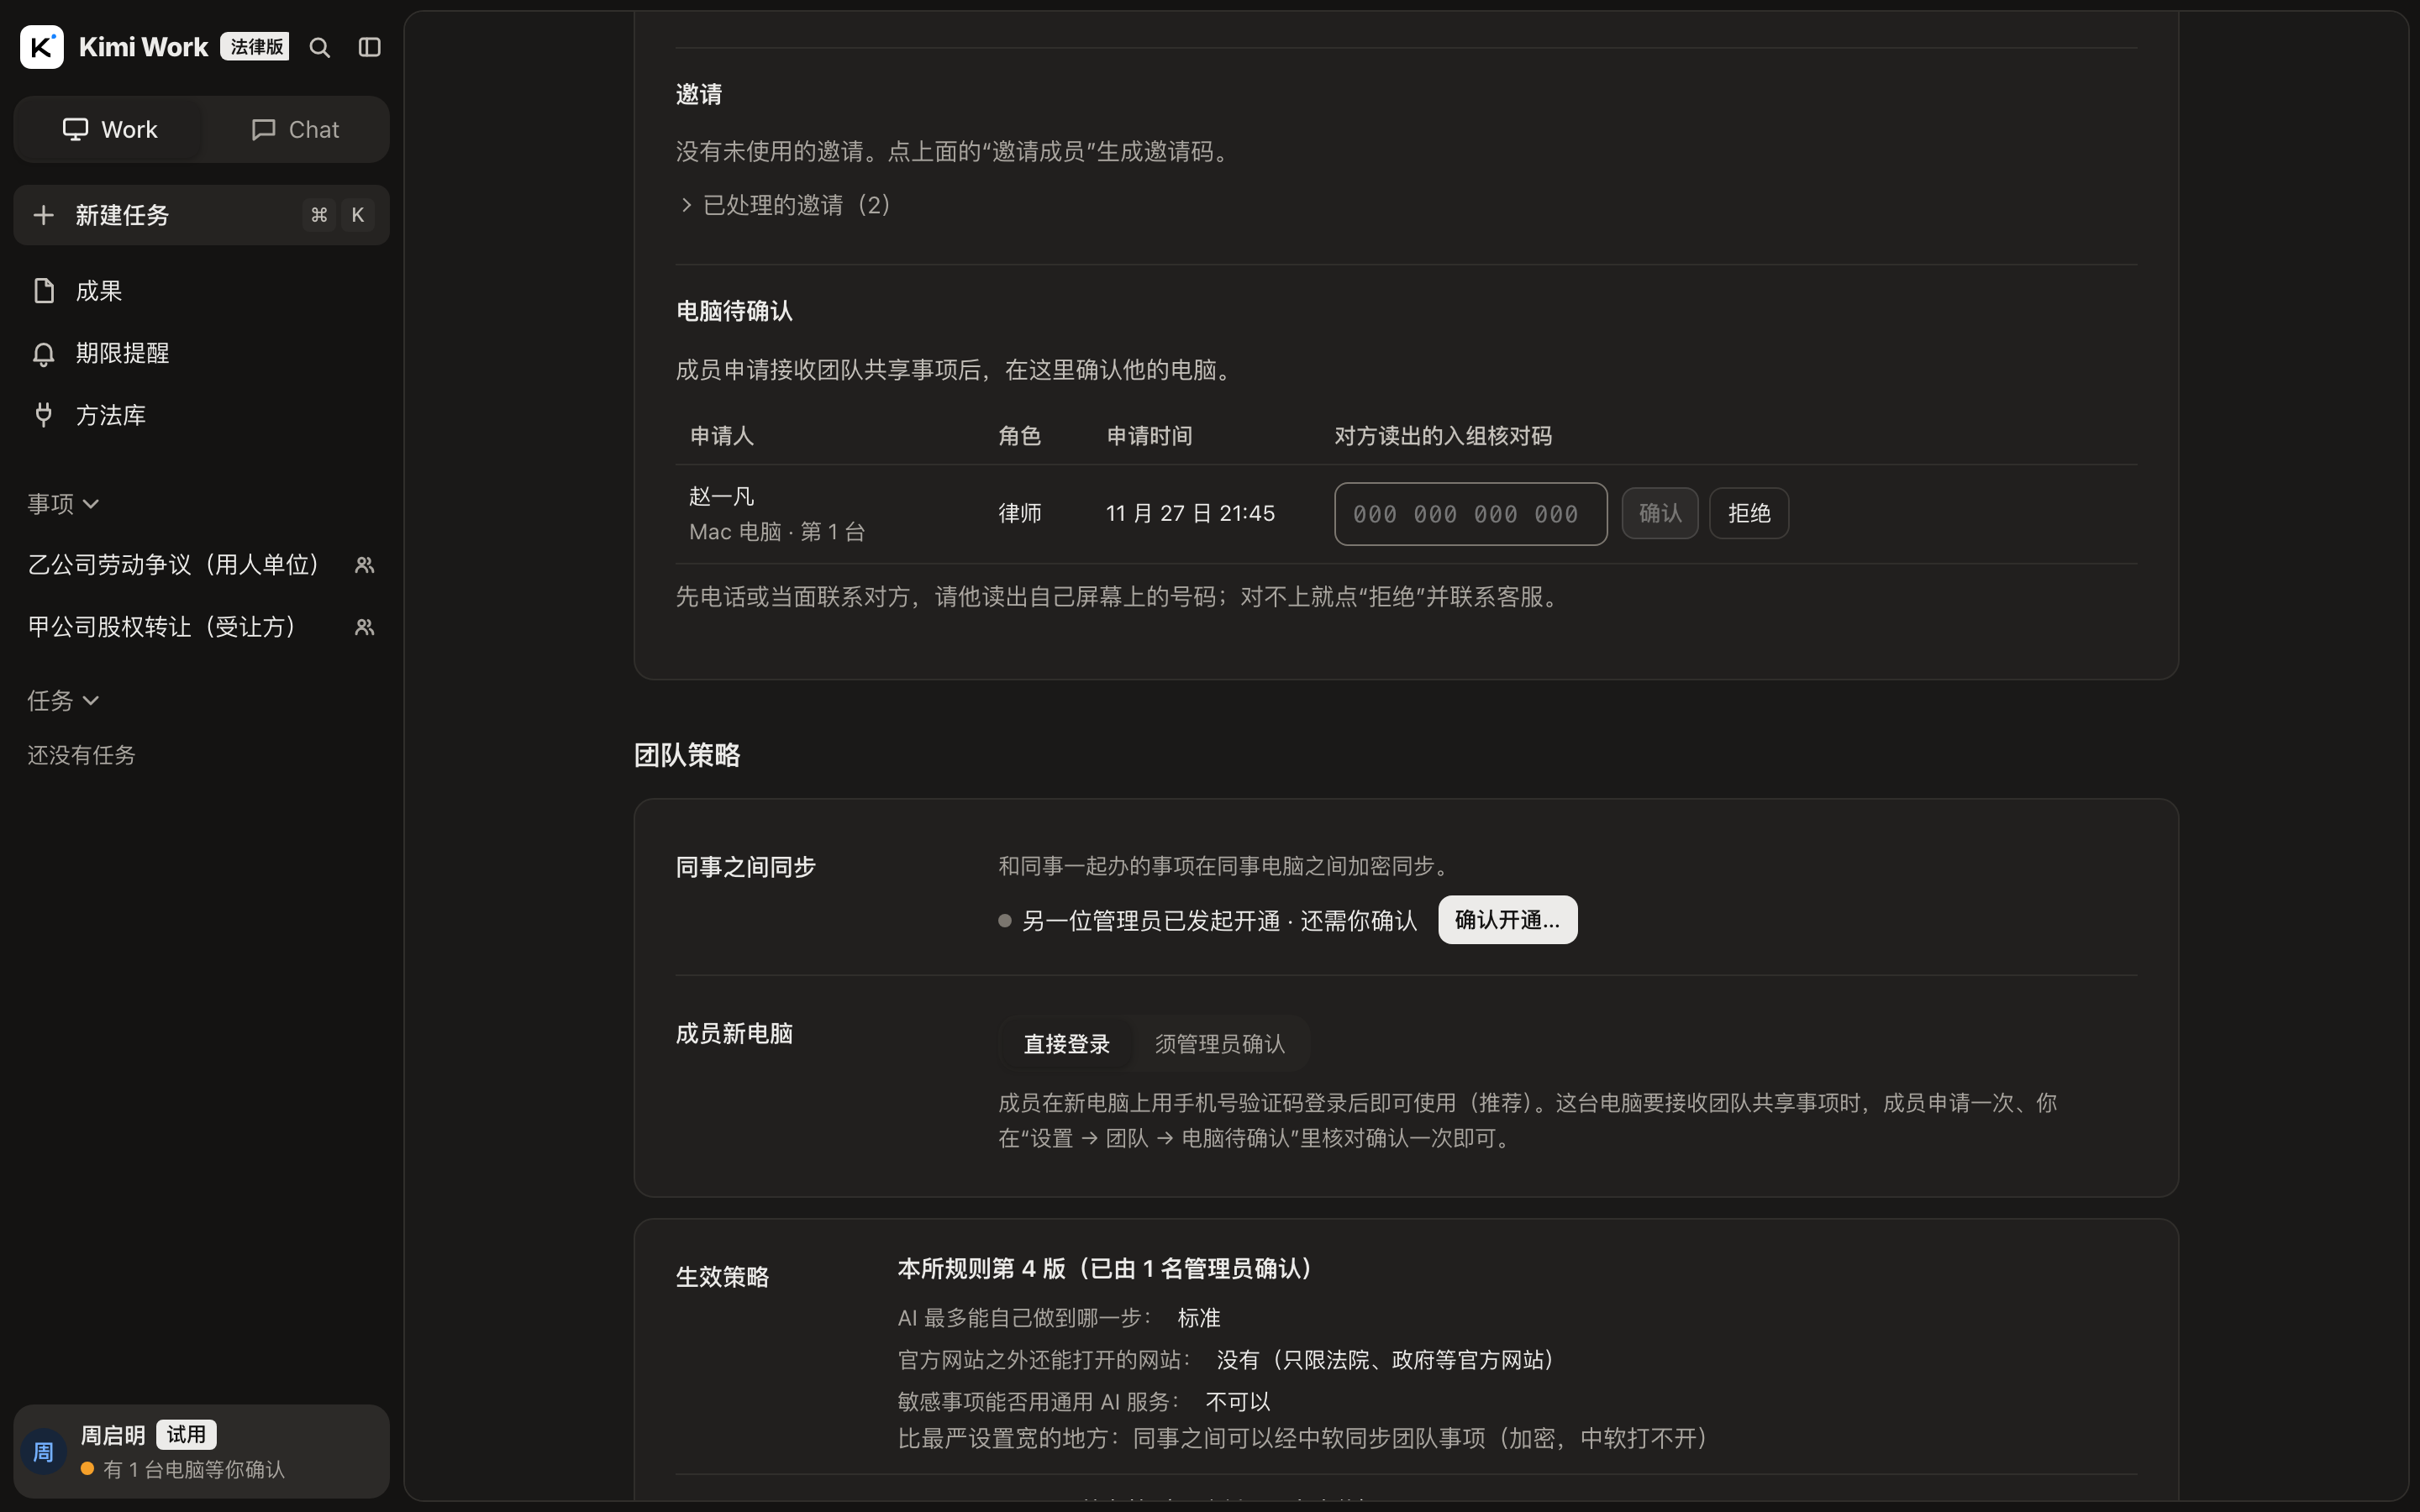 Kimi Work 法律版
Work
Chat
新建任务 ⌘ K
成果
期限提醒
方法库
事项
乙公司劳动争议（用人单位）
甲公司股权转让（受让方）
任务
还没有任务
周
周启明 试用
有 1 台电脑等你确认
邀请
没有未使用的邀请。点上面的“邀请成员”生成邀请码。
已处理的邀请（2）
电脑待确认
成员申请接收团队共享事项后，在这里确认他的电脑。
申请人 角色 申请时间 对方读出的入组核对码
赵一凡
Mac 电脑 · 第 1 台
律师
11 月 27 日 21:45
000 000 000 000
确认
拒绝
先电话或当面联系对方，请他读出自己屏幕上的号码；对不上就点“拒绝”并联系客服。
团队策略
同事之间同步
和同事一起办的事项在同事电脑之间加密同步。
另一位管理员已发起开通 · 还需你确认
确认开通...
成员新电脑
直接登录
须管理员确认
成员在新电脑上用手机号验证码登录后即可使用（推荐）。这台电脑要接收团队共享事项时，成员申请一次、你
在“设置 → 团队 → 电脑待确认”里核对确认一次即可。
生效策略
本所规则第 4 版（已由 1 名管理员确认）
AI 最多能自己做到哪一步： 标准
官方网站之外还能打开的网站： 没有（只限法院、政府等官方网站）
敏感事项能否用通用 AI 服务： 不可以
比最严设置宽的地方：同事之间可以经中软同步团队事项（加密，中软打不开）